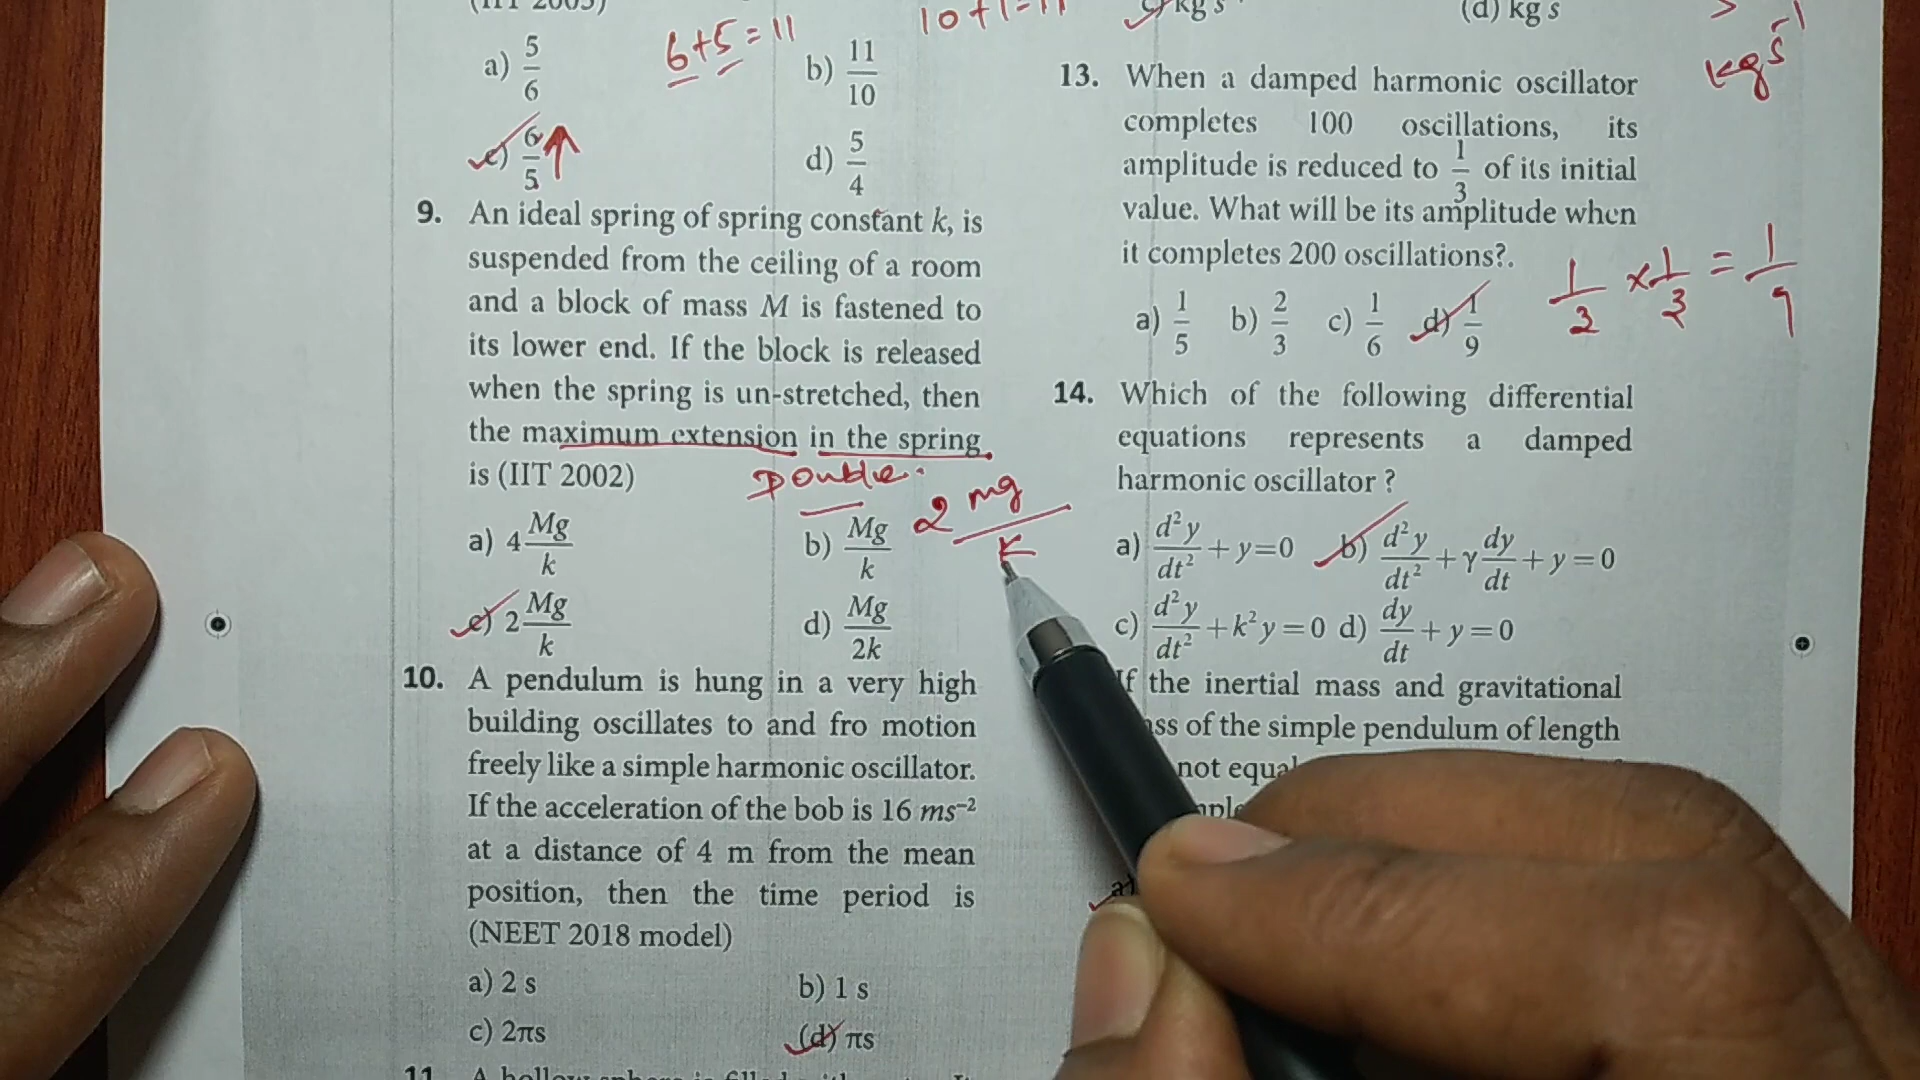 (IIT 2005)
a) 5/6 6+5=11 b) 11/10
c) 6/5 ↑ d) 5/4
9. An ideal spring of spring constant k, is
suspended from the ceiling of a room
and a block of mass M is fastened to
its lower end. If the block is released
when the spring is un-stretched, then
the maximum extension in the spring
is (IIT 2002) Double.
a) 4 Mg/k b) Mg/k 2 mg/k
c) 2 Mg/k d) Mg/2k
10. A pendulum is hung in a very high
building oscillates to and fro motion
freely like a simple harmonic oscillator.
If the acceleration of the bob is 16 ms⁻²
at a distance of 4 m from the mean
position, then the time period is
(NEET 2018 model)
a) 2 s b) 1 s
c) 2πs (d) πs
11. A hollow sphere is filled with
10+1=11
c) kg s (d) kg s
kg s⁻¹
13. When a damped harmonic oscillator
completes 100 oscillations, its
amplitude is reduced to 1/3 of its initial
value. What will be its amplitude when
it completes 200 oscillations?.
1/3 × 1/3 = 1/9
a) 1/5 b) 2/3 c) 1/6 d) 1/9
14. Which of the following differential
equations represents a damped
harmonic oscillator ?
a) d²y/dt² + y=0 b) d²y/dt² + γ dy/dt + y = 0
c) d²y/dt² + k²y = 0 d) dy/dt + y = 0
If the inertial mass and gravitational
of the simple pendulum of length
not equal
a)